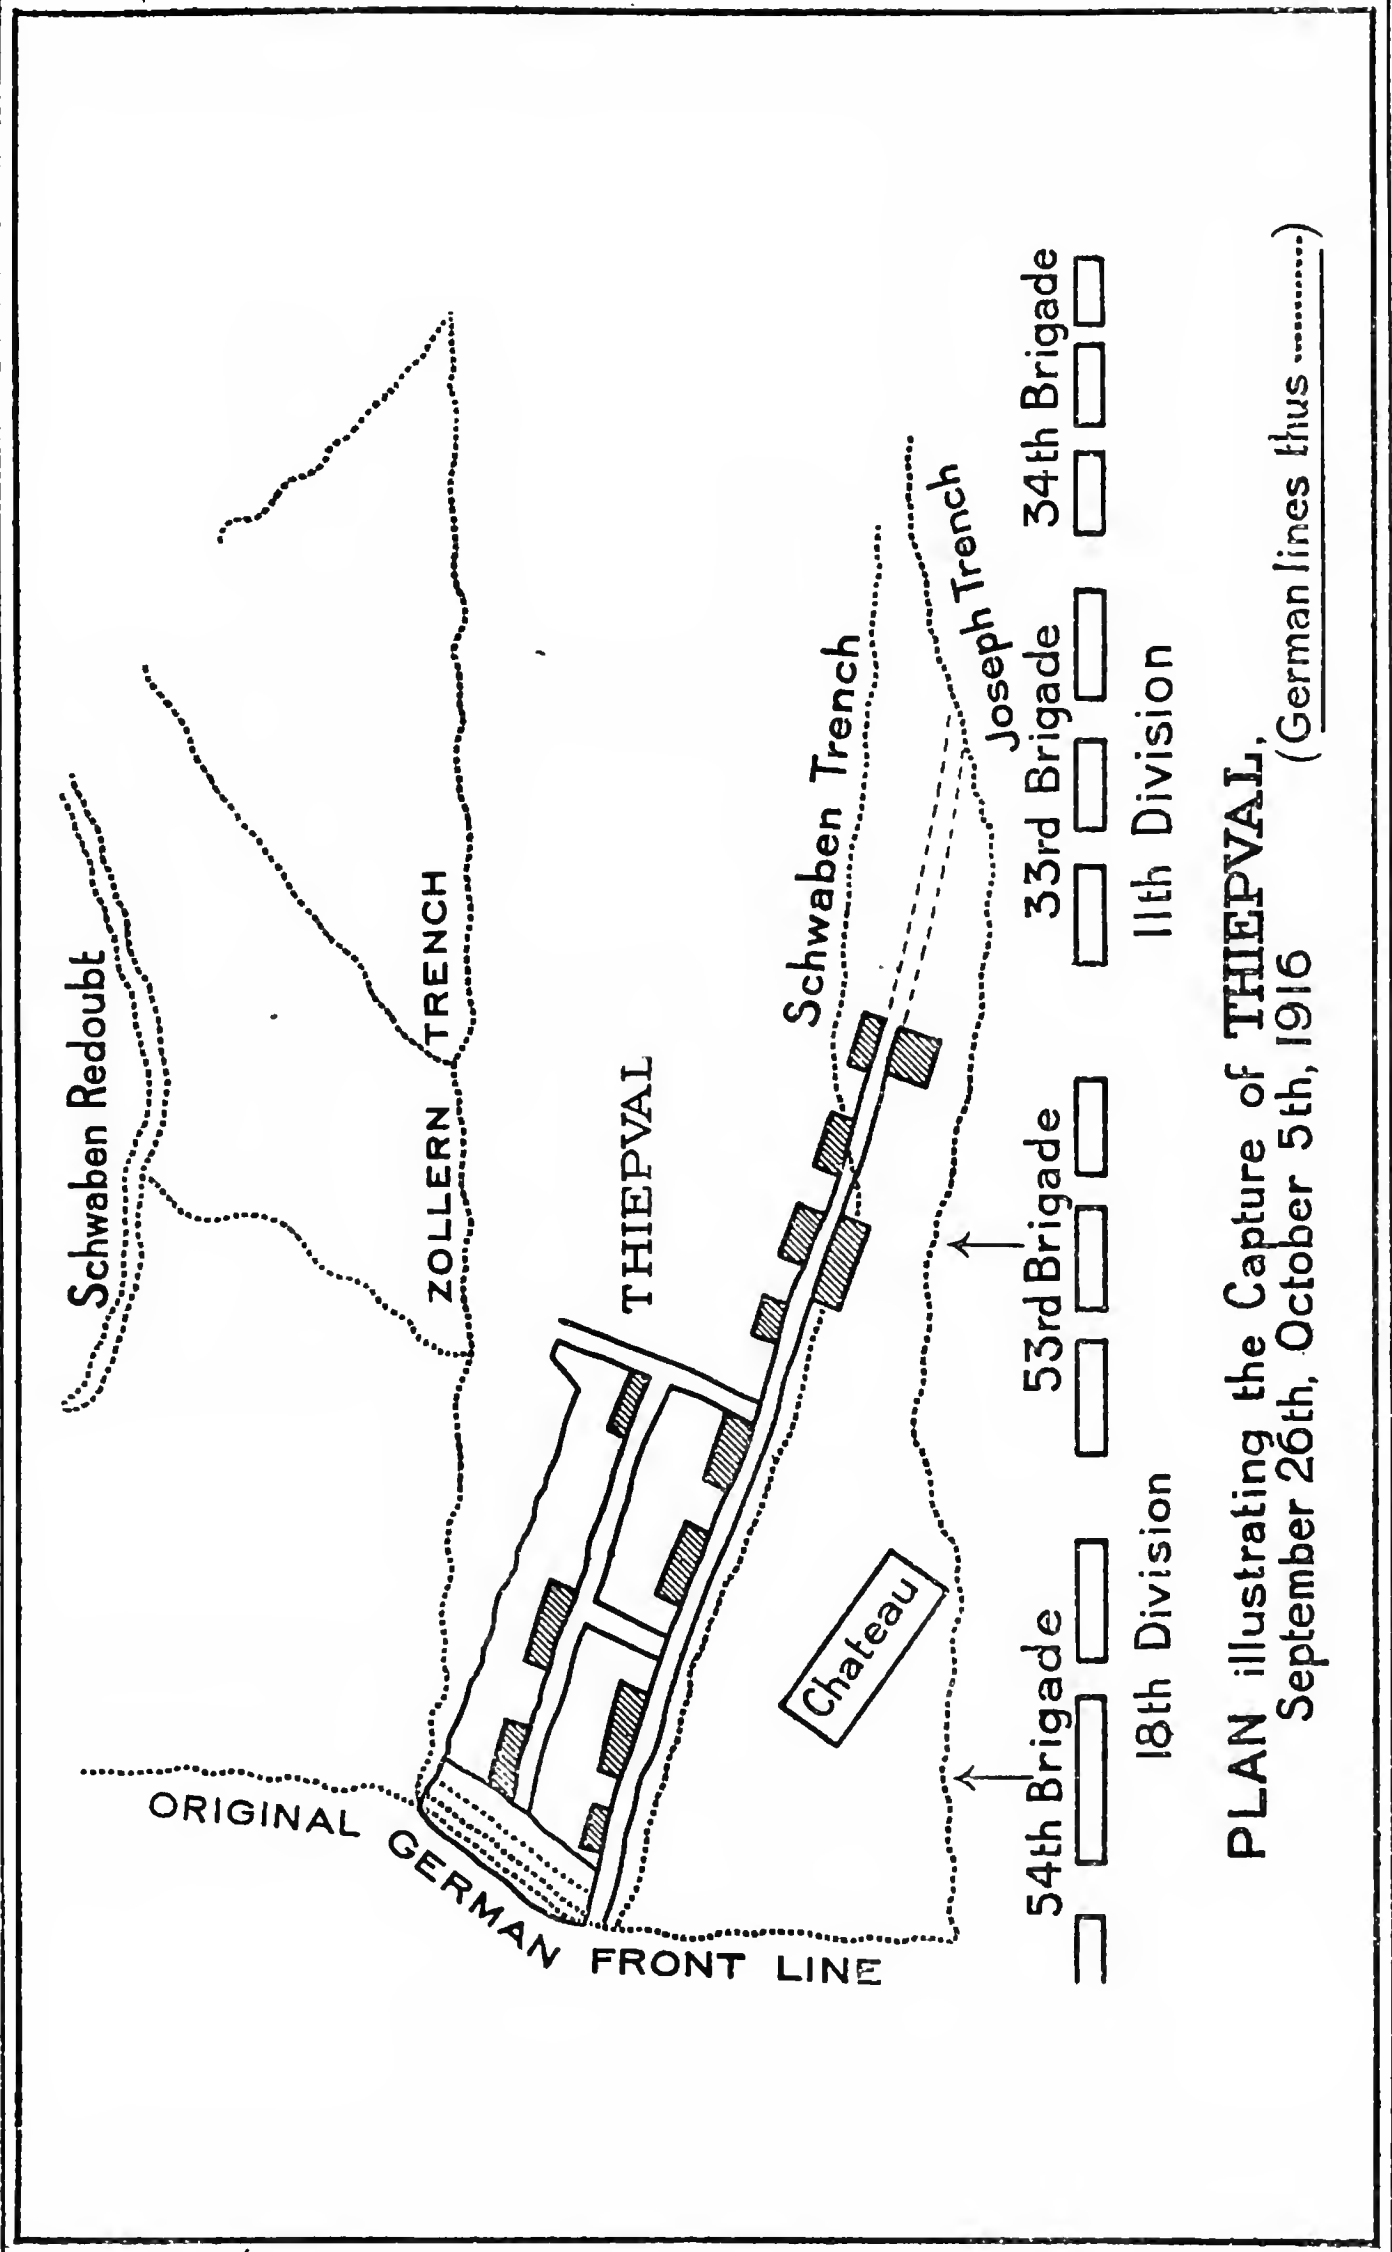 Schwaben Redoubt
ORIGINAL GERMAN FRONT LINE
ZOLLERN TRENCH
THIEPVAL
Schwaben Trench
Chateau
Joseph Trench
54th Brigade
53rd Brigade
33rd Brigade
34th Brigade
18th Division
11th Division
PLAN illustrating the Capture of THIEPVAL,
September 26th, October 5th, 1916
(German lines thus ..........)